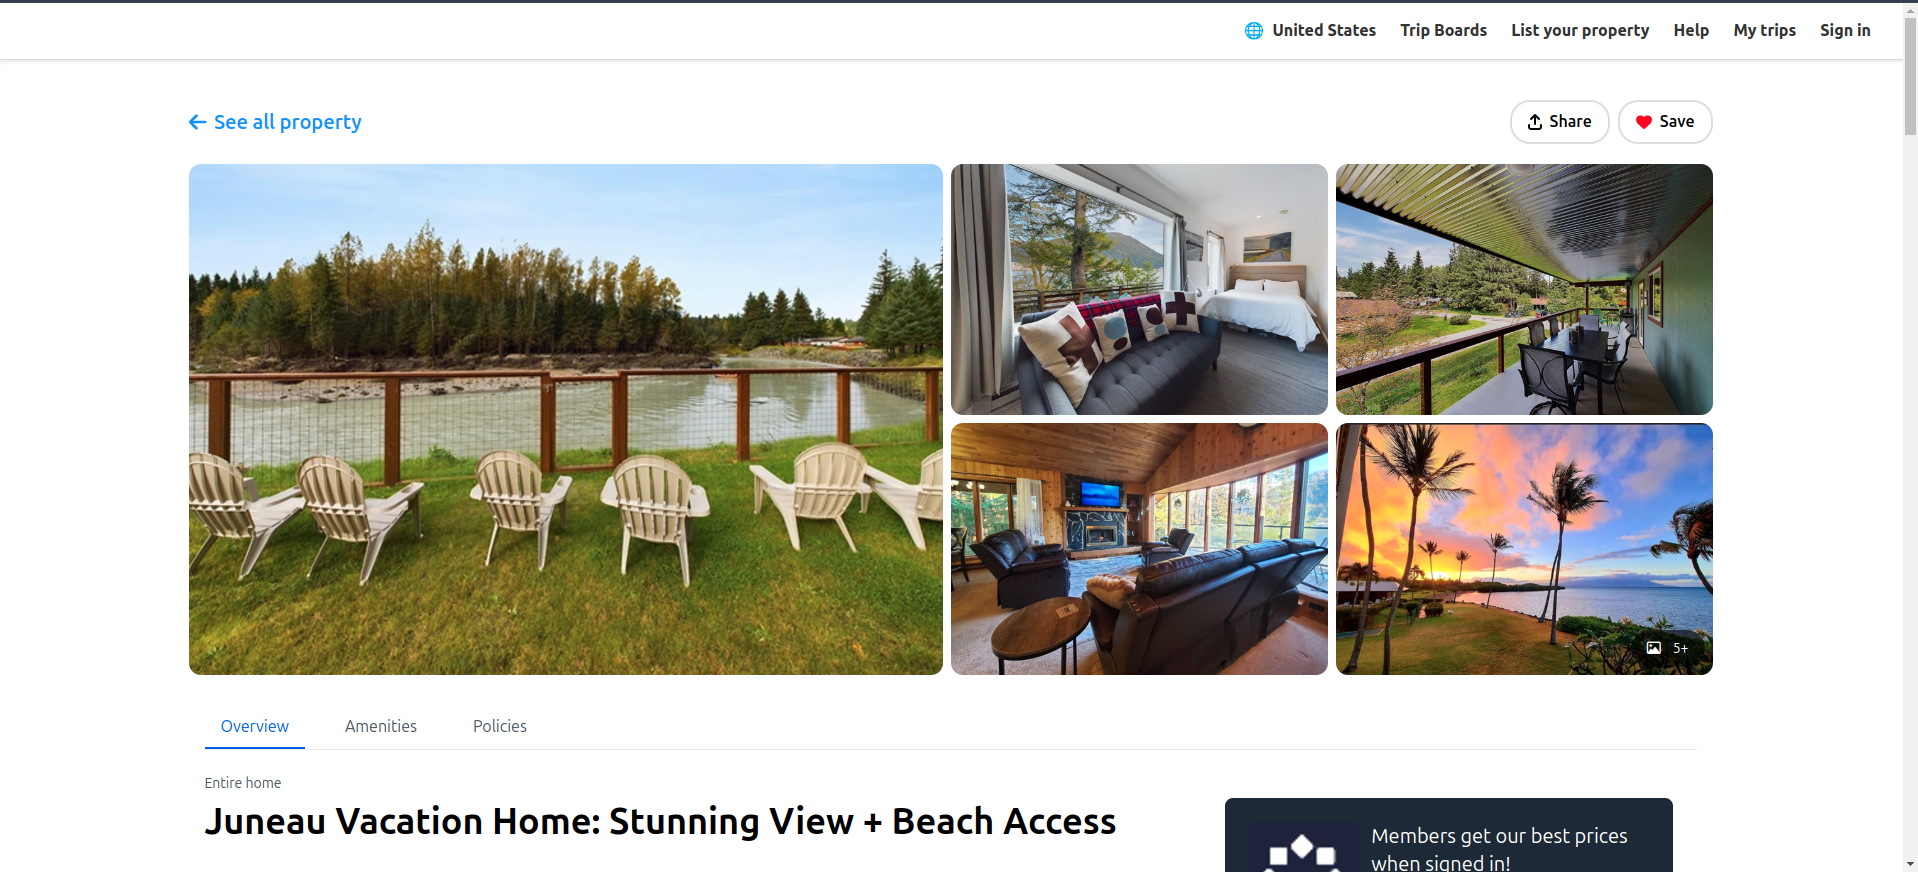 United States Trip Boards List your property Help My trips Sign in
See all property
Share Save
5+
Overview Amenities Policies
Entire home
Juneau Vacation Home: Stunning View + Beach Access
Members get our best prices
when signed in!